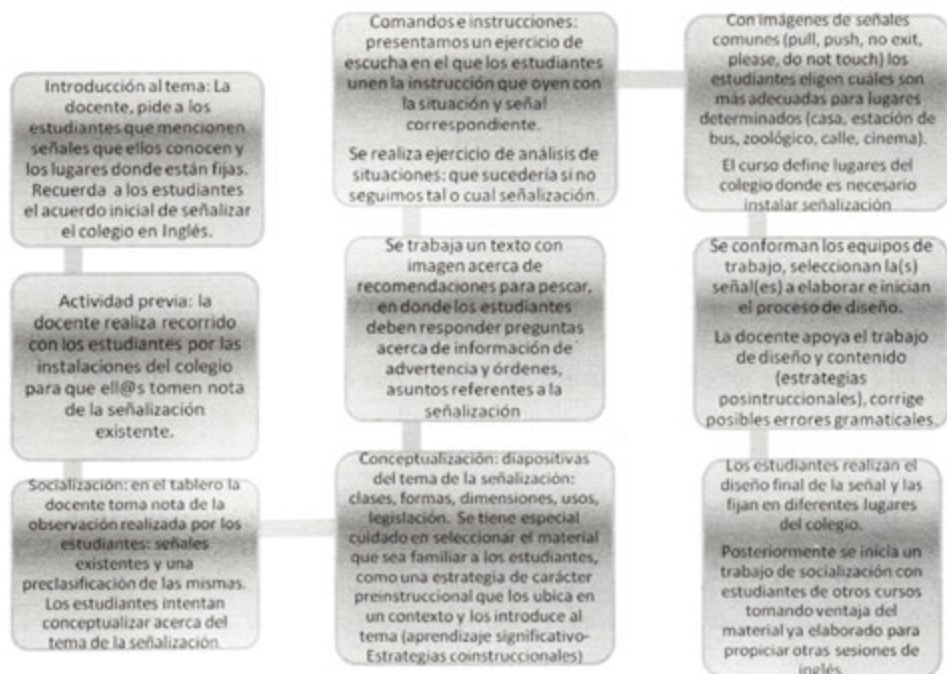 Introducción al tema: La
docente, pide a los
estudiantes que mencionen
señales que ellos conocen y
los lugares donde están fijas.
Recuerda a los estudiantes
el acuerdo inicial de señalizar
el colegio en Inglés.
Actividad previa: la
docente realiza recorrido
con los estudiantes por las
instalaciones del colegio
para que ell@s tomen nota
de la señalización
existente.
Socialización: en el tablero la
docente toma nota de la
observación realizada por los
estudiantes: señales
existentes y una
preclasificación de las mismas.
Los estudiantes intentan
conceptualizar acerca del
tema de la señalización
Conceptualización: diapositivas
del tema de la señalización:
clases, formas, dimensiones, usos,
legislación. Se tiene especial
cuidado en seleccionar el material
que sea familiar a los estudiantes,
como una estrategia de carácter
preinstruccional que los ubica en
un contexto y los introduce al
tema (aprendizaje significativo-
Estrategias coinstruccionales)
Se trabaja un texto con
imagen acerca de
recomendaciones para pescar,
en donde los estudiantes
deben responder preguntas
acerca de información de
advertencia y órdenes,
asuntos referentes a la
señalización
Comandos e instrucciones:
presentamos un ejercicio de
escucha en el que los estudiantes
unen la instrucción que oyen con
la situación y señal
correspondiente.
Se realiza ejercicio de análisis de
situaciones: que sucedería si no
seguimos tal o cual señalización.
Con imágenes de señales
comunes (pull, push, no exit,
please, do not touch) los
estudiantes eligen cuáles son
más adecuadas para lugares
determinados (casa, estación de
bus, zoológico, calle, cinema).
El curso define lugares del
colegio donde es necesario
instalar señalización
Se conforman los equipos de
trabajo, seleccionan la(s)
señal(es) a elaborar e inician
el proceso de diseño.
La docente apoya el trabajo
de diseño y contenido
(estrategias
posintruccionales), corrige
posibles errores gramaticales.
Los estudiantes realizan el
diseño final de la señal y las
fijan en diferentes lugares
del colegio.
Posteriormente se inicia un
trabajo de socialización con
estudiantes de otros cursos
tomando ventaja del
material ya elaborado para
propiciar otras sesiones de
inglés